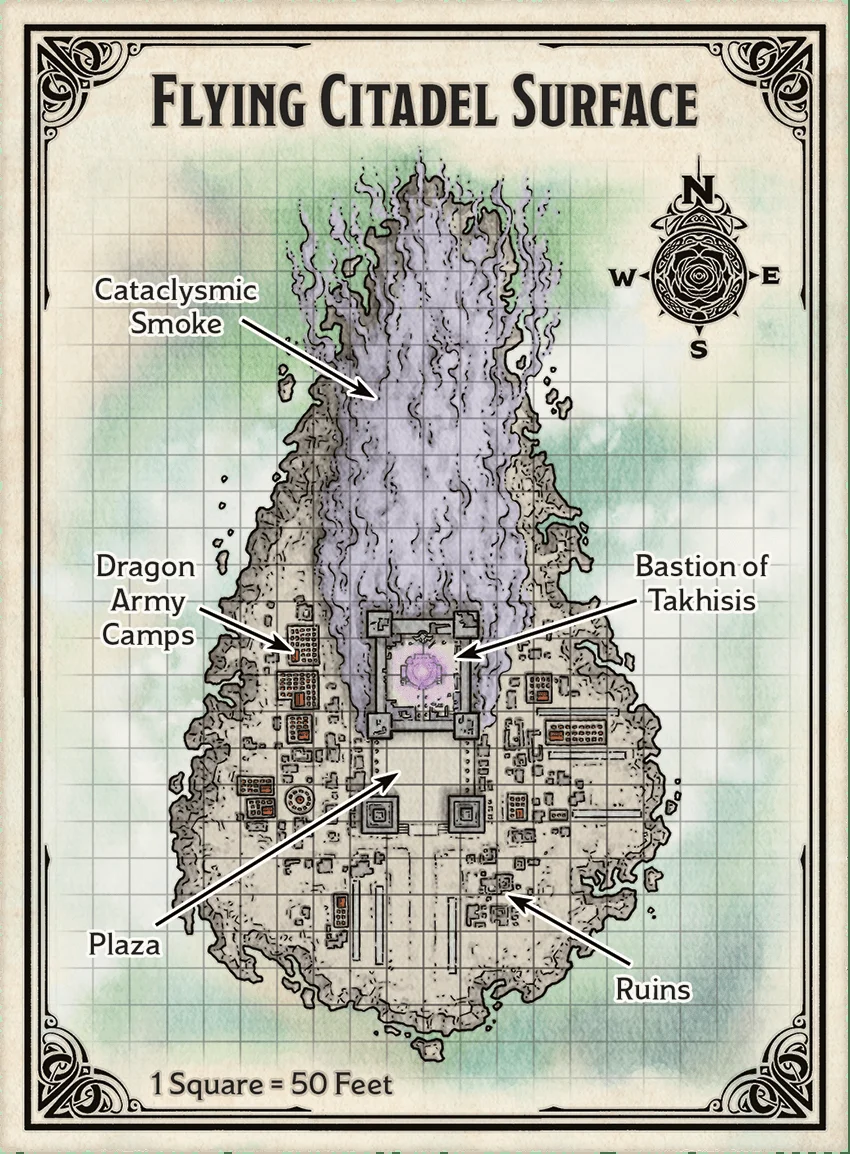 Flying Citadel Surface
N
W
E
S
Cataclysmic
Smoke
Dragon
Army
Camps
Bastion of
Takhisis
Plaza
Ruins
1 Square = 50 Feet